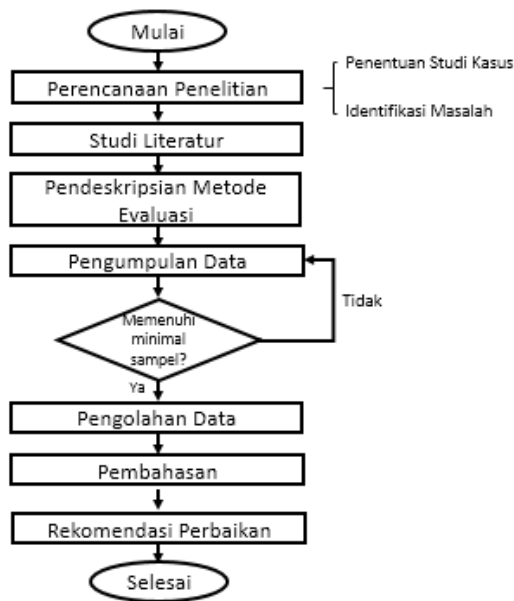 Mulai
Perencanaan Penelitian
Penentuan Studi Kasus
Identifikasi Masalah
Studi Literatur
Pendeskripsian Metode
Evaluasi
Pengumpulan Data
Memenuhi
minimal
sampel?
Tidak
Ya
Pengolahan Data
Pembahasan
Rekomendasi Perbaikan
Selesai